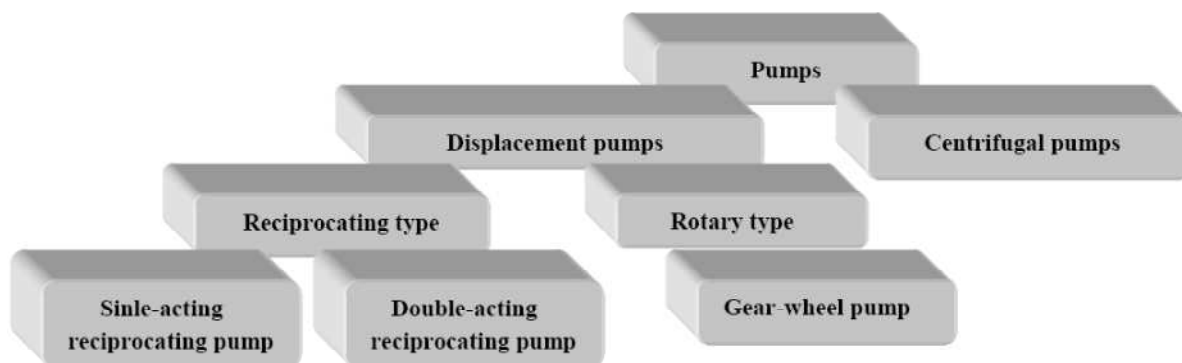 Pumps
Displacement pumps
Centrifugal pumps
Reciprocating type
Rotary type
Sinle-acting
reciprocating pump
Double-acting
reciprocating pump
Gear-wheel pump